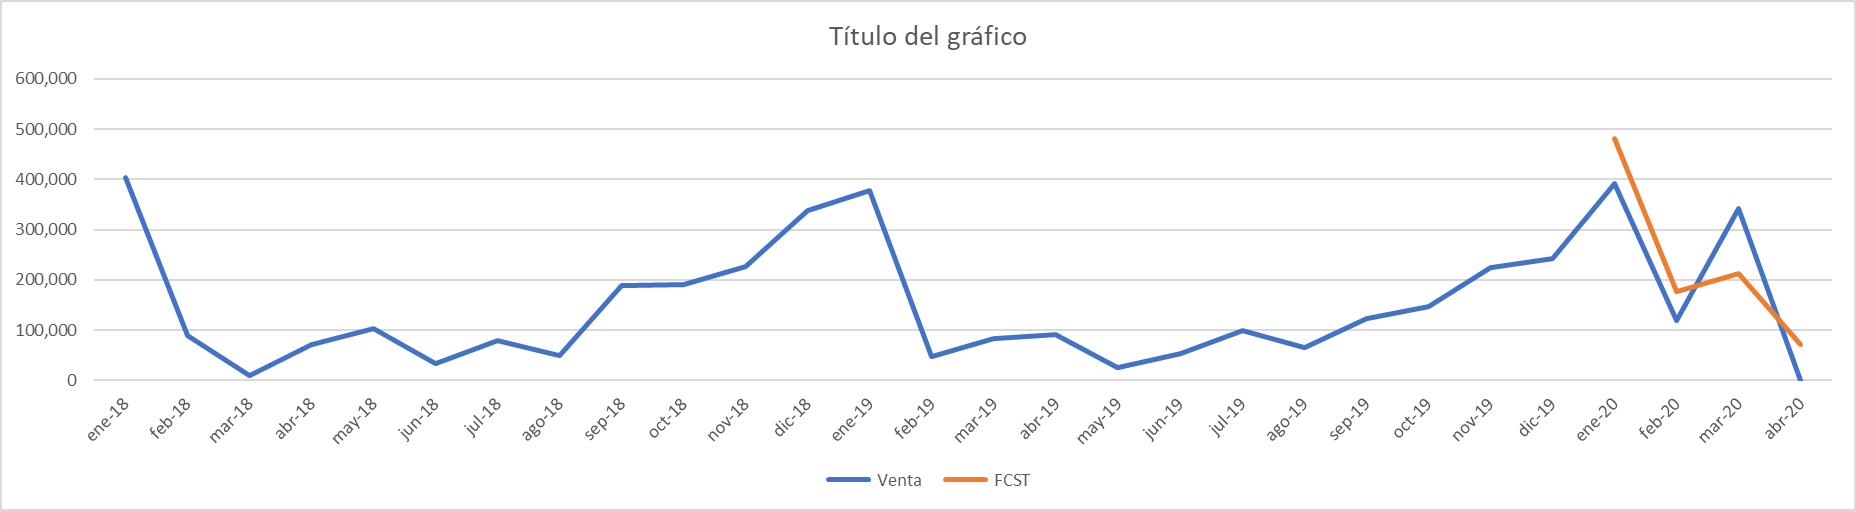 Título del gráfico
600,000
500,000
400,000
300,000
200,000
100,000
0
ene-18
feb-18
mar-18
abr-18
may-18
jun-18
jul-18
ago-18
sep-18
oct-18
nov-18
dic-18
ene-19
feb-19
mar-19
abr-19
may-19
jun-19
jul-19
ago-19
sep-19
oct-19
nov-19
dic-19
ene-20
feb-20
mar-20
abr-20
Venta FCST